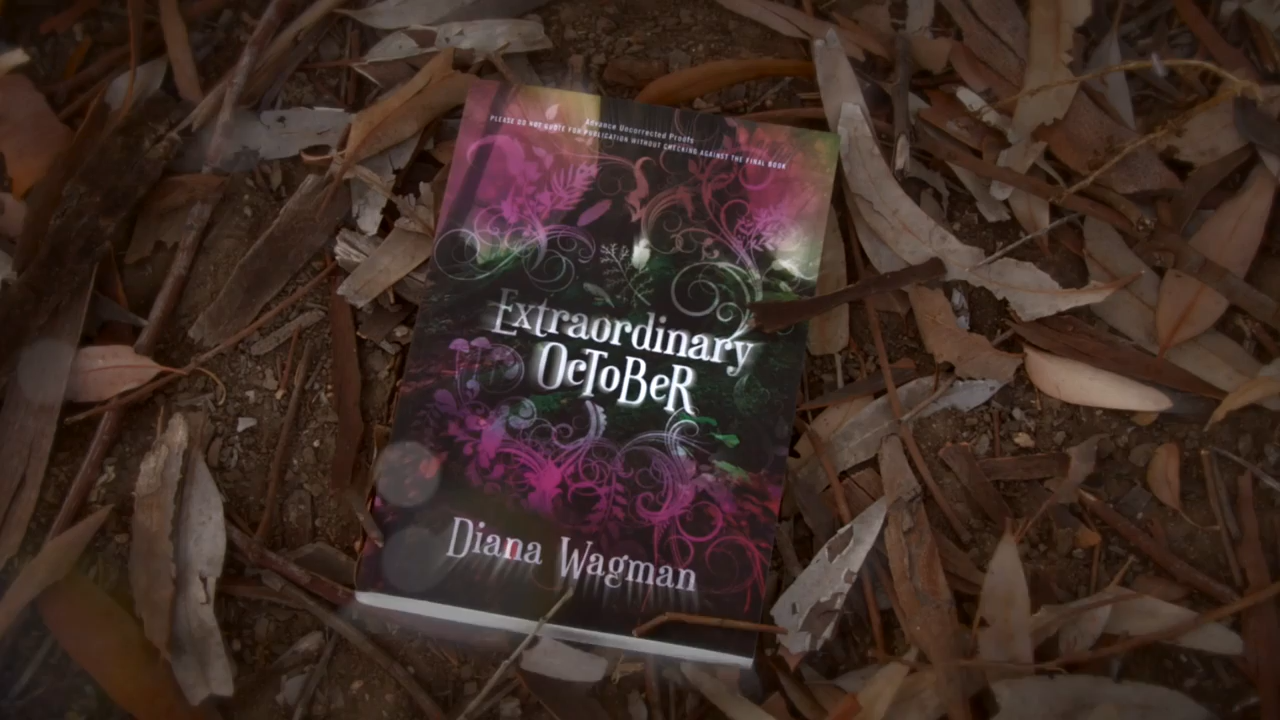 Advance Uncorrected Proofs
PLEASE DO NOT QUOTE FOR PUBLICATION WITHOUT CHECKING AGAINST THE FINAL BOOK
Extraordinary
OcToBeR
Diana Wagman